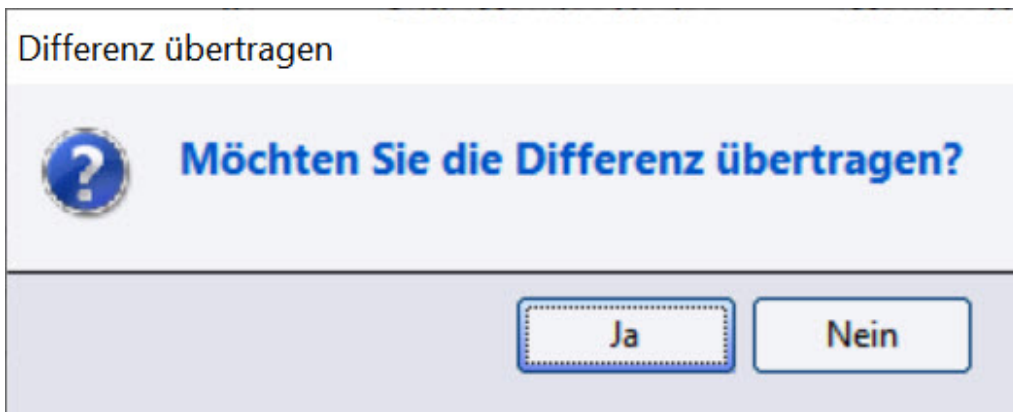 Differenz übertragen
Möchten Sie die Differenz übertragen?
Ja
Nein